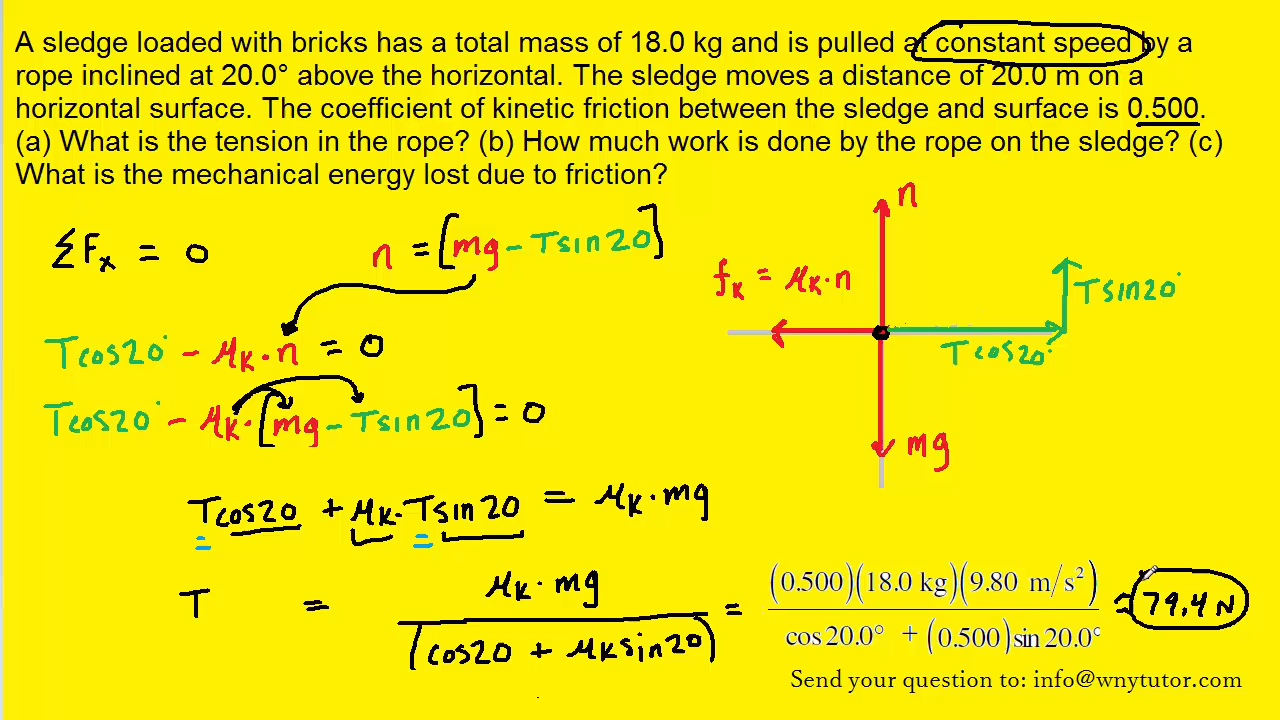 A sledge loaded with bricks has a total mass of 18.0 kg and is pulled at constant speed by a
rope inclined at 20.0° above the horizontal. The sledge moves a distance of 20.0 m on a
horizontal surface. The coefficient of kinetic friction between the sledge and surface is 0.500.
(a) What is the tension in the rope? (b) How much work is done by the rope on the sledge? (c)
What is the mechanical energy lost due to friction?
ΣFx = 0
n = [mg - Tsin20]
n
fk = μk·n
Tsin20°
Tcos20°
mg
Tcos20° - μk·n = 0
Tcos20° - μk·[mg - Tsin20] = 0
Tcos20 + μk·Tsin20 = μk·mg
T = μk·mg / (cos20 + μksin20) = (0.500)(18.0 kg)(9.80 m/s²) / cos20.0° + (0.500)sin20.0° ≈ 79.4 N
Send your question to: info@wnytutor.com